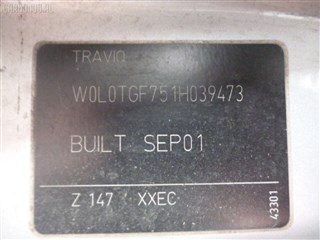 TRAVIQ
W0L0TGF751H039473
BUILT SEP01
Z 147 XXEC
43301